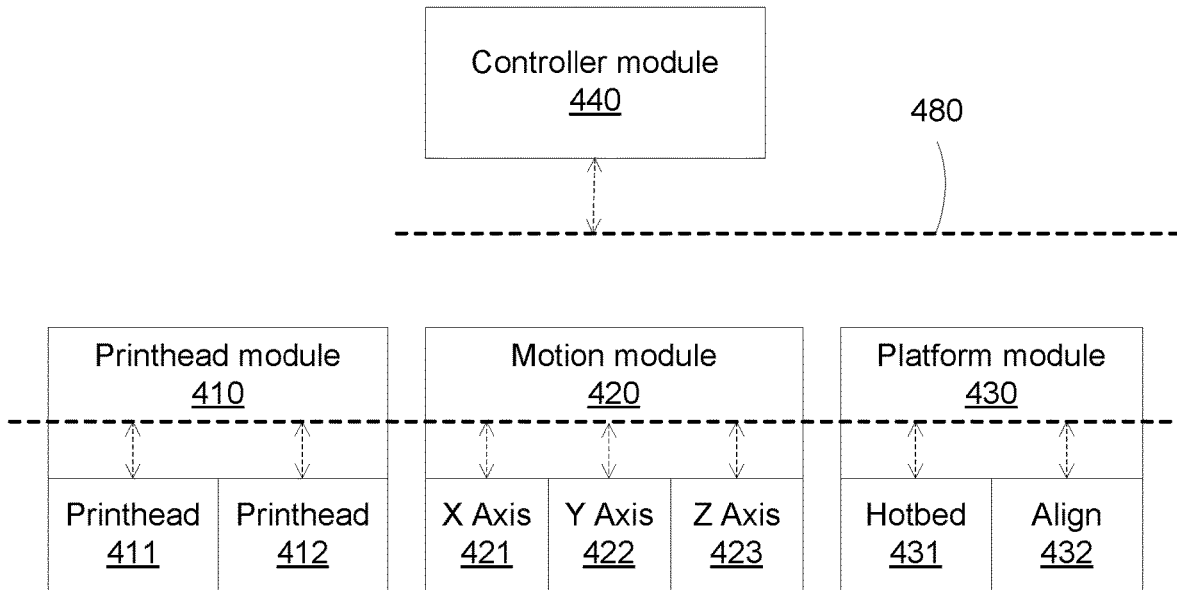 Controller module
440
480
Printhead module
410
Motion module
420
Platform module
430
Printhead
411
Printhead
412
X Axis
421
Y Axis
422
Z Axis
423
Hotbed
431
Align
432